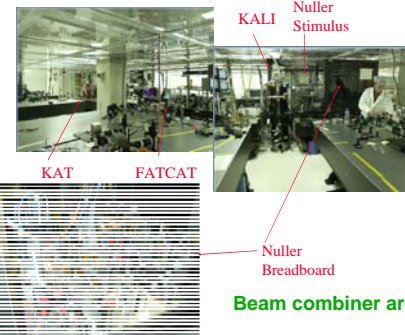 KALI
Nuller
Stimulus
KAT
FATCAT
Nuller
Breadboard
Beam combiner ar